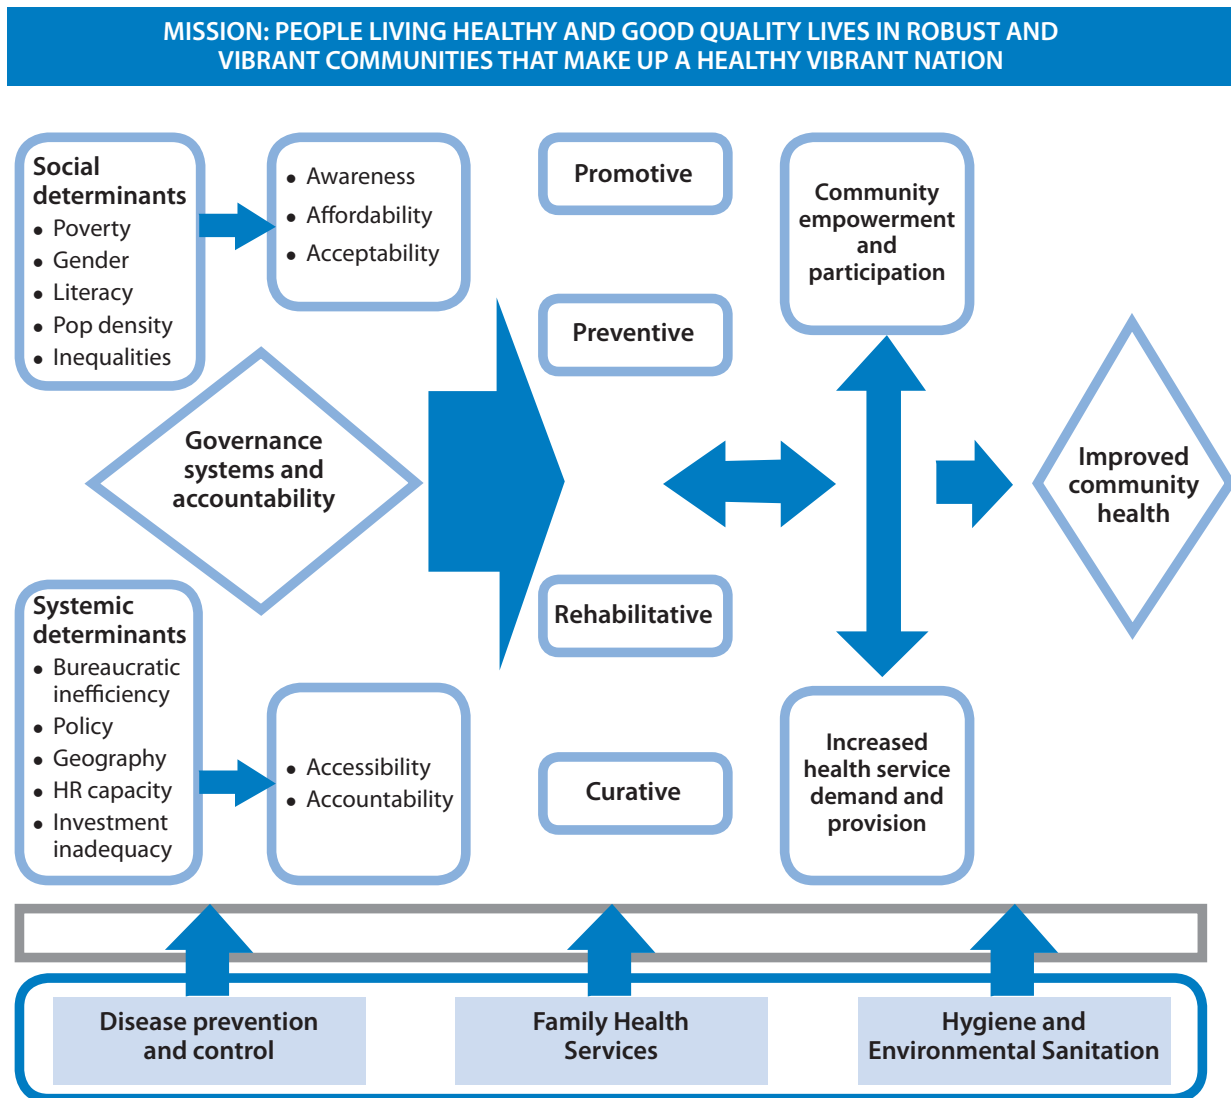 MISSION: PEOPLE LIVING HEALTHY AND GOOD QUALITY LIVES IN ROBUST AND
VIBRANT COMMUNITIES THAT MAKE UP A HEALTHY VIBRANT NATION
Social
determinants
• Poverty
• Gender
• Literacy
• Pop density
• Inequalities
• Awareness
• Affordability
• Acceptability
Governance
systems and
accountability
Systemic
determinants
• Bureaucratic
inefficiency
• Policy
• Geography
• HR capacity
• Investment
inadequacy
• Accessibility
• Accountability
Promotive
Preventive
Rehabilitative
Curative
Community
empowerment
and
participation
Increased
health service
demand and
provision
Improved
community
health
Disease prevention
and control
Family Health
Services
Hygiene and
Environmental Sanitation